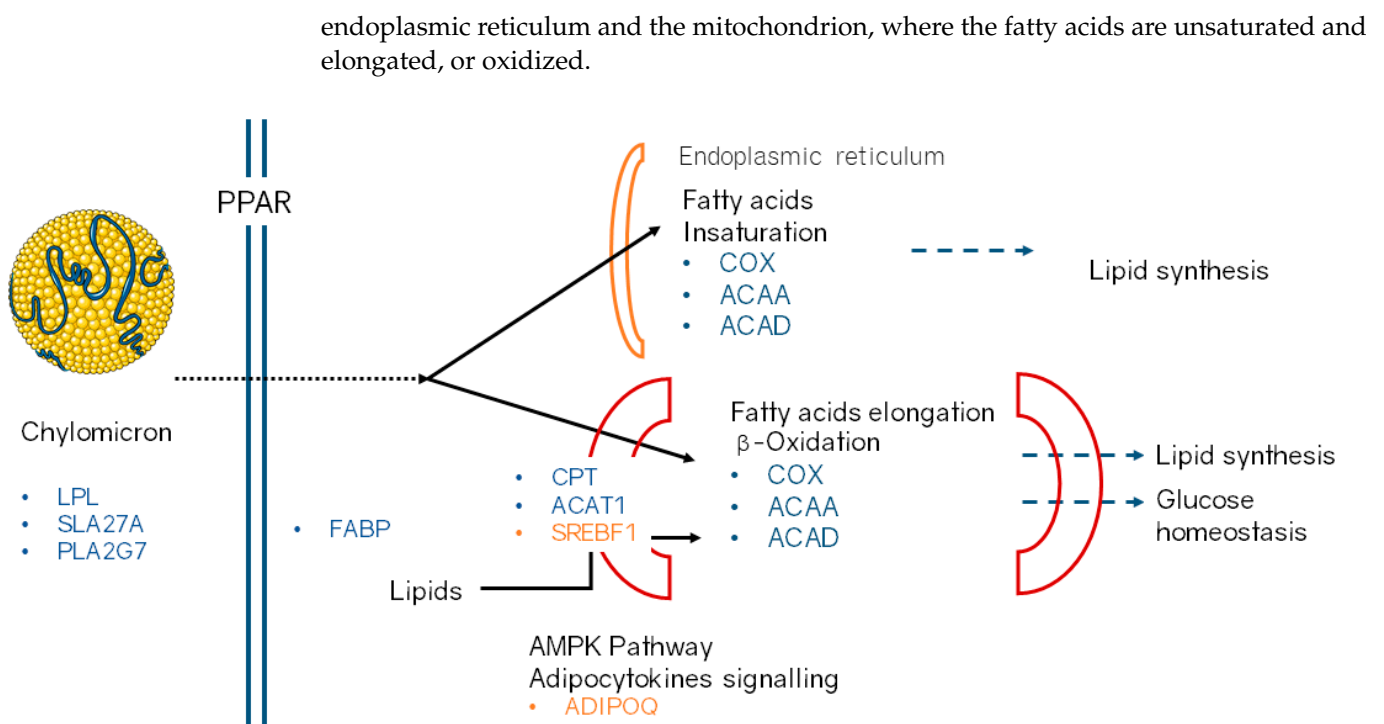 endoplasmic reticulum and the mitochondrion, where the fatty acids are unsaturated and
elongated, or oxidized.
Endoplasmic reticulum
PPAR
Fatty acids
Insaturation
• COX
• ACAA
• ACAD
Lipid synthesis
Chylomicron
• LPL
• SLA27A
• PLA2G7
• FABP
• CPT
• ACAT1
• SREBF1
Lipids
Fatty acids elongation
β-Oxidation
• COX
• ACAA
• ACAD
Lipid synthesis
Glucose
homeostasis
AMPK Pathway
Adipocytokines signalling
• ADIPOQ